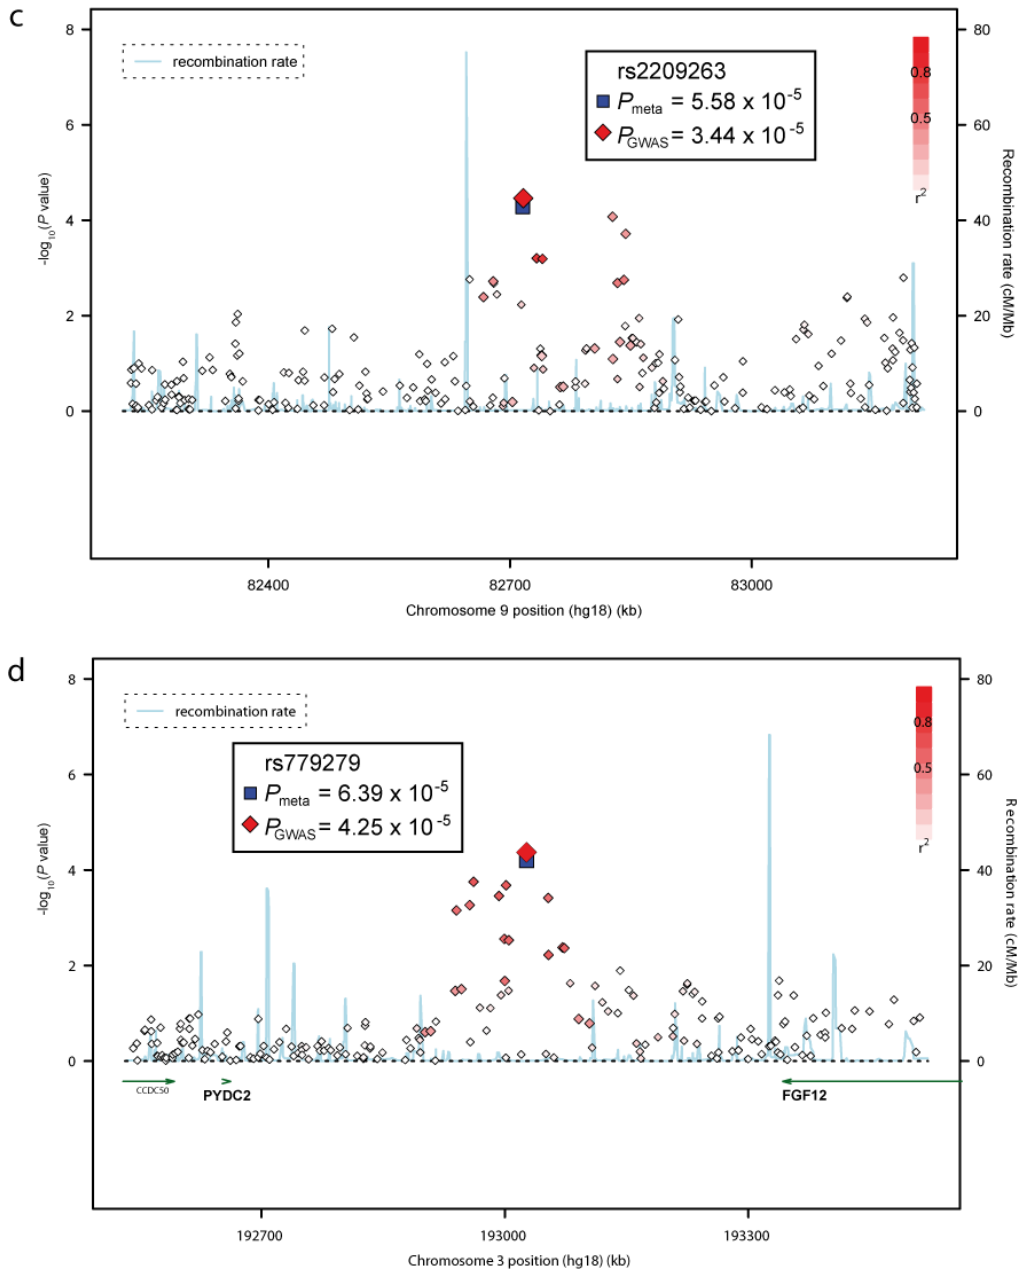 c
8
80
recombination rate
rs2209263
P meta = 5.58 x 10-5
P GWAS = 3.44 x 10-5
0.8
0.5
r2
6
60
4
40
2
20
0
0
-log10(P value)
Recombination rate (cM/Mb)
82400
82700
83000
Chromosome 9 position (hg18) (kb)
d
8
80
recombination rate
rs779279
P meta = 6.39 x 10-5
P GWAS = 4.25 x 10-5
0.8
0.5
r2
6
60
4
40
2
20
0
0
-log10(P value)
Recombination rate (cM/Mb)
CCDC50
PYDC2
FGF12
192700
193000
193300
Chromosome 3 position (hg18) (kb)